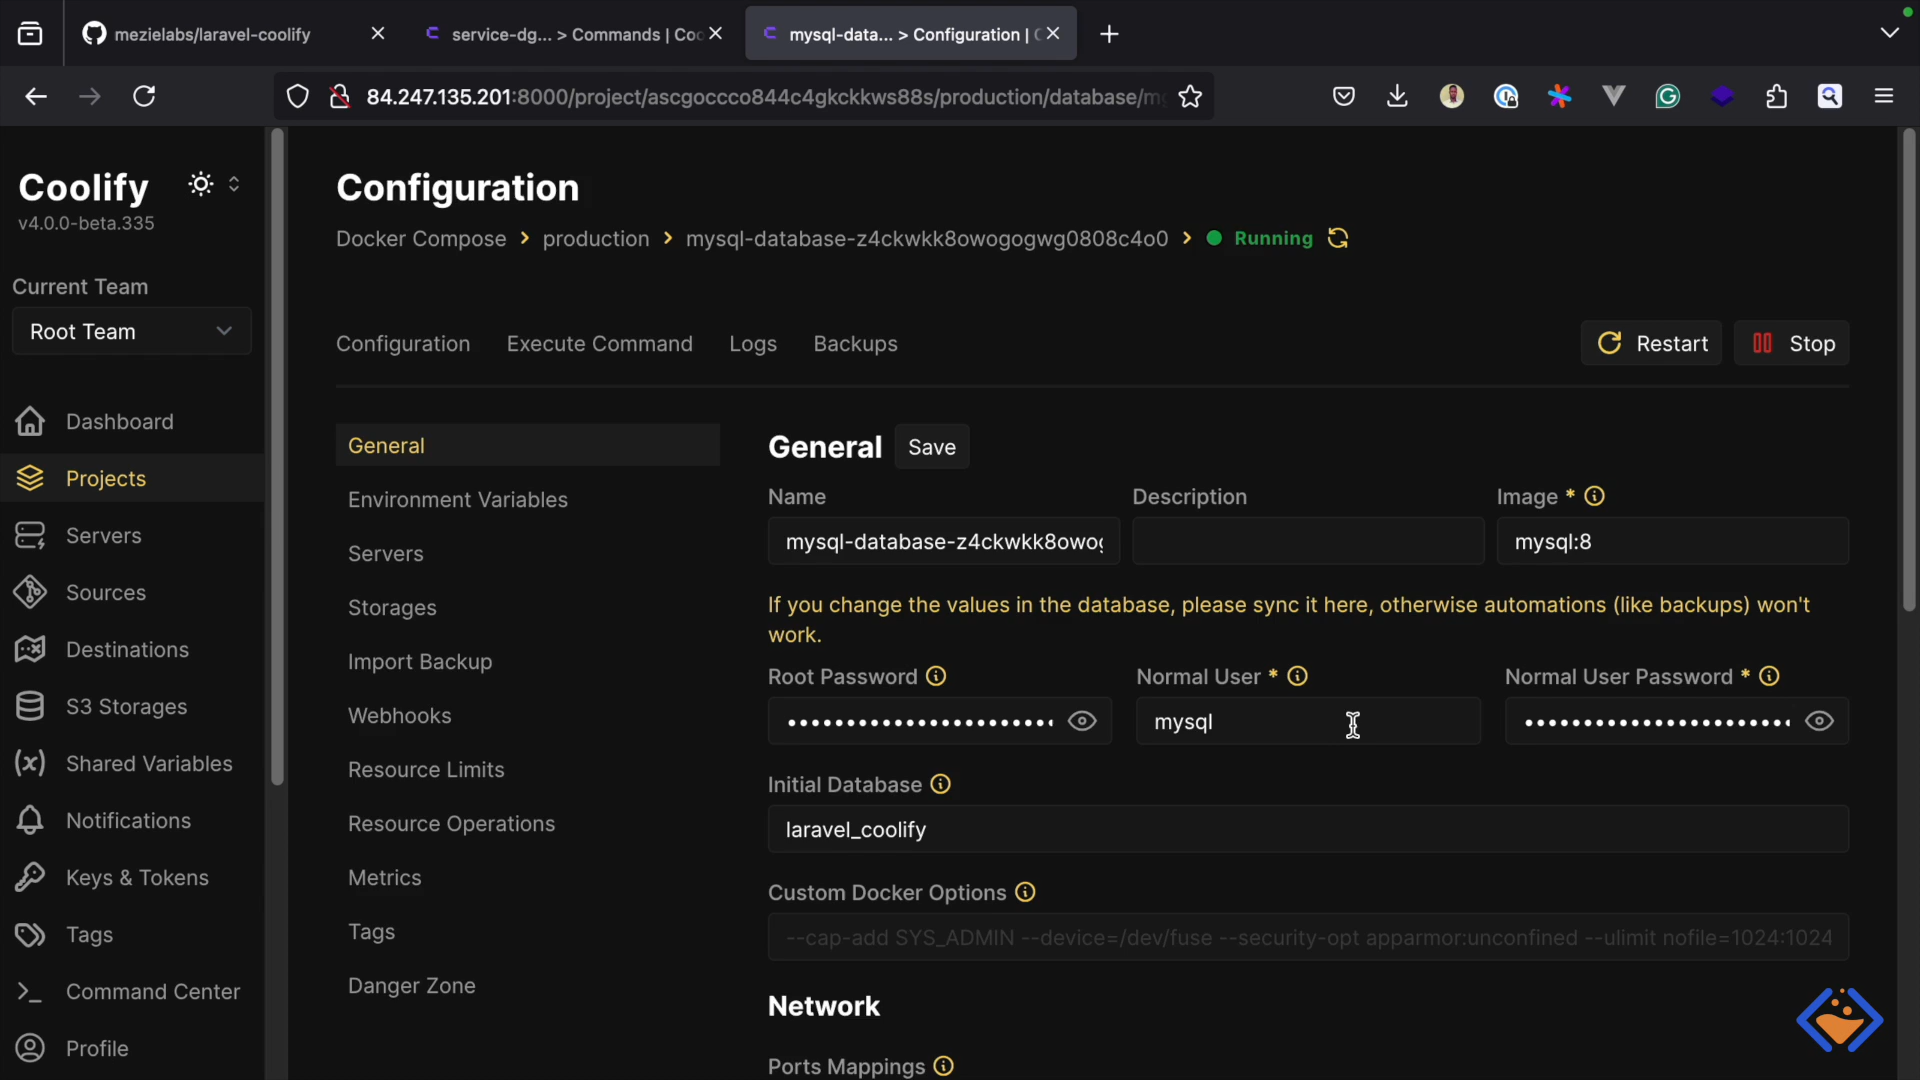 mezielabs/laravel-coolify
service-dg... > Commands | Coo
mysql-data... > Configuration |
84.247.135.201:8000/project/ascgoccco844c4gkckkws88s/production/database/m
Coolify
v4.0.0-beta.335
Current Team
Root Team
Dashboard
Projects
Servers
Sources
Destinations
S3 Storages
Shared Variables
Notifications
Keys & Tokens
Tags
Command Center
Profile
Configuration
Docker Compose > production > mysql-database-z4ckwkk8owogogwg0808c4o0 > Running
Configuration Execute Command Logs Backups
Restart
Stop
General
Environment Variables
Servers
Storages
Import Backup
Webhooks
Resource Limits
Resource Operations
Metrics
Tags
Danger Zone
General Save
Name Description Image *
mysql-database-z4ckwkk8owog mysql:8
If you change the values in the database, please sync it here, otherwise automations (like backups) won't
work.
Root Password Normal User * Normal User Password *
mysql
Initial Database
laravel_coolify
Custom Docker Options
--cap-add SYS_ADMIN --device=/dev/fuse --security-opt apparmor:unconfined --ulimit nofile=1024:1024
Network
Ports Mappings